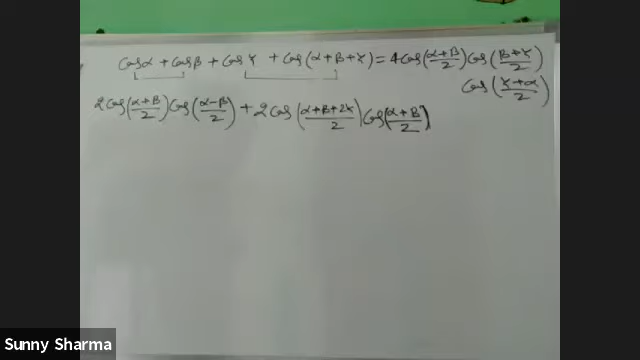 Cosα + Cosβ + Cosγ + Cos(α+β+γ) = 4Cos(α+β/2)Cos(β+γ/2)
Cos(γ+α/2)
2Cos(α+β/2)Cos(α-β/2) + 2Cos(α+β+2γ/2)Cos(α+β/2)
Sunny Sharma